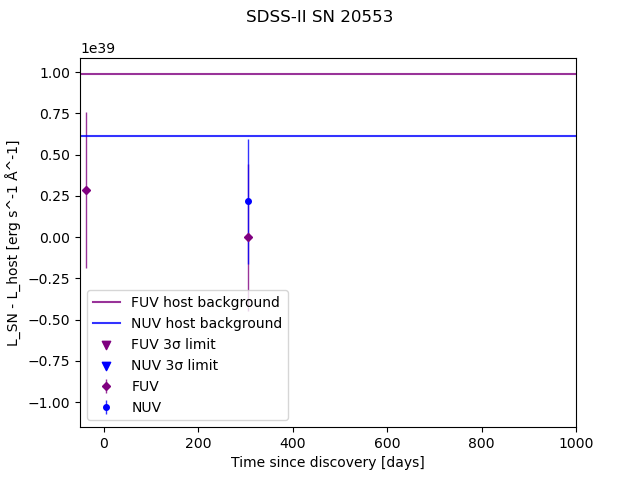 SDSS-II SN 20553
1e39
1.00
0.75
0.50
0.25
0.00
−0.25
−0.50
−0.75
−1.00
L_SN - L_host [erg s^-1 Å^-1]
FUV host background
NUV host background
FUV 3σ limit
NUV 3σ limit
FUV
NUV
0 200 400 600 800 1000
Time since discovery [days]